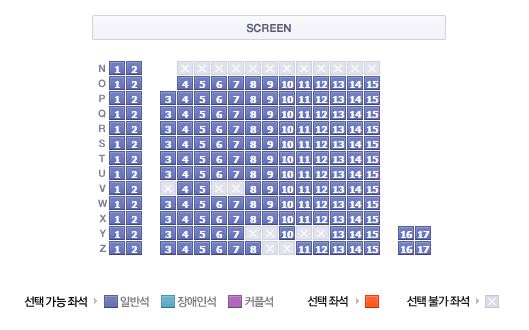 SCREEN
N 1 2
O 1 2 4 5 6 7 8 9 10 11 12 13 14 15
P 1 2 3 4 5 6 7 8 9 10 11 12 13 14 15
Q 1 2 3 4 5 6 7 8 9 10 11 12 13 14 15
R 1 2 3 4 5 6 7 8 9 10 11 12 13 14 15
S 1 2 3 4 5 6 7 8 9 10 11 12 13 14 15
T 1 2 3 4 5 6 7 8 9 10 11 12 13 14 15
U 1 2 3 4 5 6 7 8 9 10 11 12 13 14 15
V 1 2 4 5 8 9 10 11 12 13 14 15
W 1 2 3 4 5 6 7 8 9 10 11 12 13 14 15
X 1 2 3 4 5 6 7 8 9 10 11 12 13 14 15
Y 1 2 3 4 5 6 7 10 13 14 15 16 17
Z 1 2 3 4 5 6 7 8 11 12 13 14 15 16 17
선택 가능 좌석 일반석 장애인석 커플석 선택 좌석 선택 불가 좌석